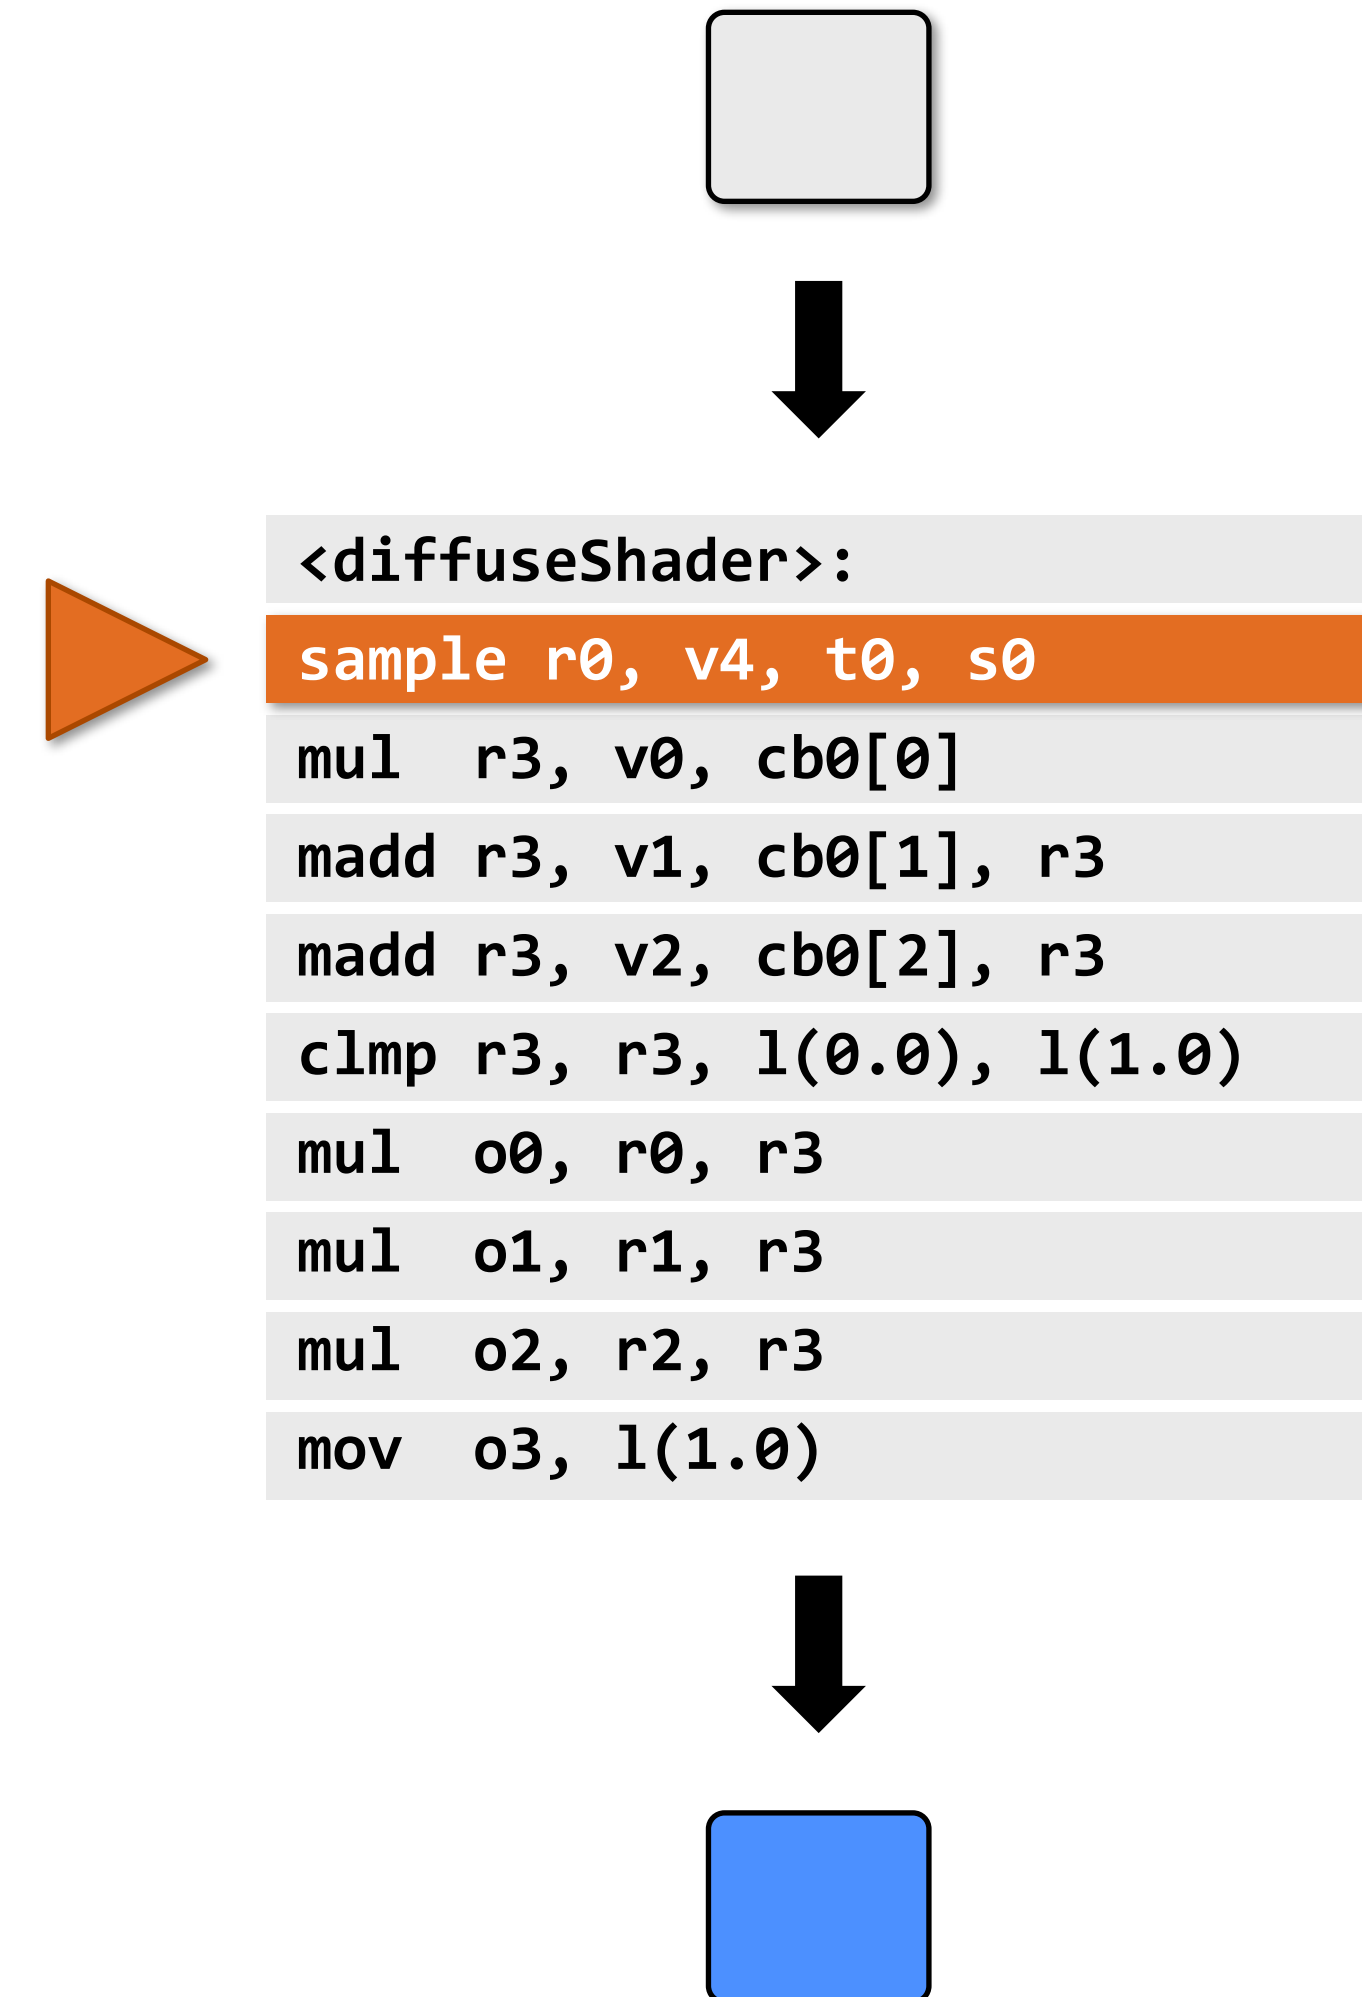 <diffuseShader>:
sample r0, v4, t0, s0
mul  r3, v0, cb0[0]
madd r3, v1, cb0[1], r3
madd r3, v2, cb0[2], r3
clmp r3, r3, l(0.0), l(1.0)
mul  o0, r0, r3
mul  o1, r1, r3
mul  o2, r2, r3
mov  o3, l(1.0)